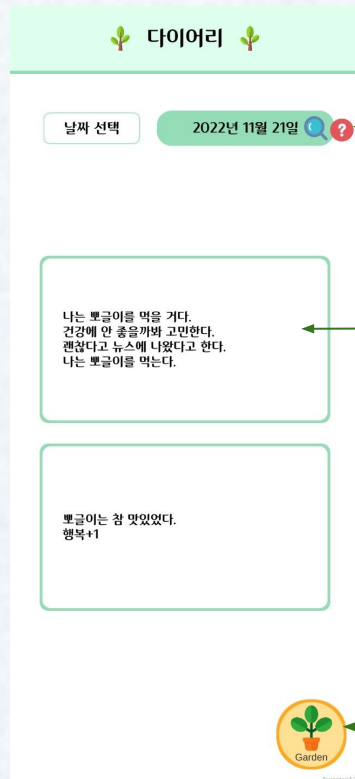 다이어리
날짜 선택
2022년 11월 21일
?
나는 뽀글이를 먹을 거다.
건강에 안 좋을까봐 고민한다.
괜찮다고 뉴스에 나왔다고 한다.
나는 뽀글이를 먹는다.
뽀글이는 참 맛있었다.
행복+1
Garden